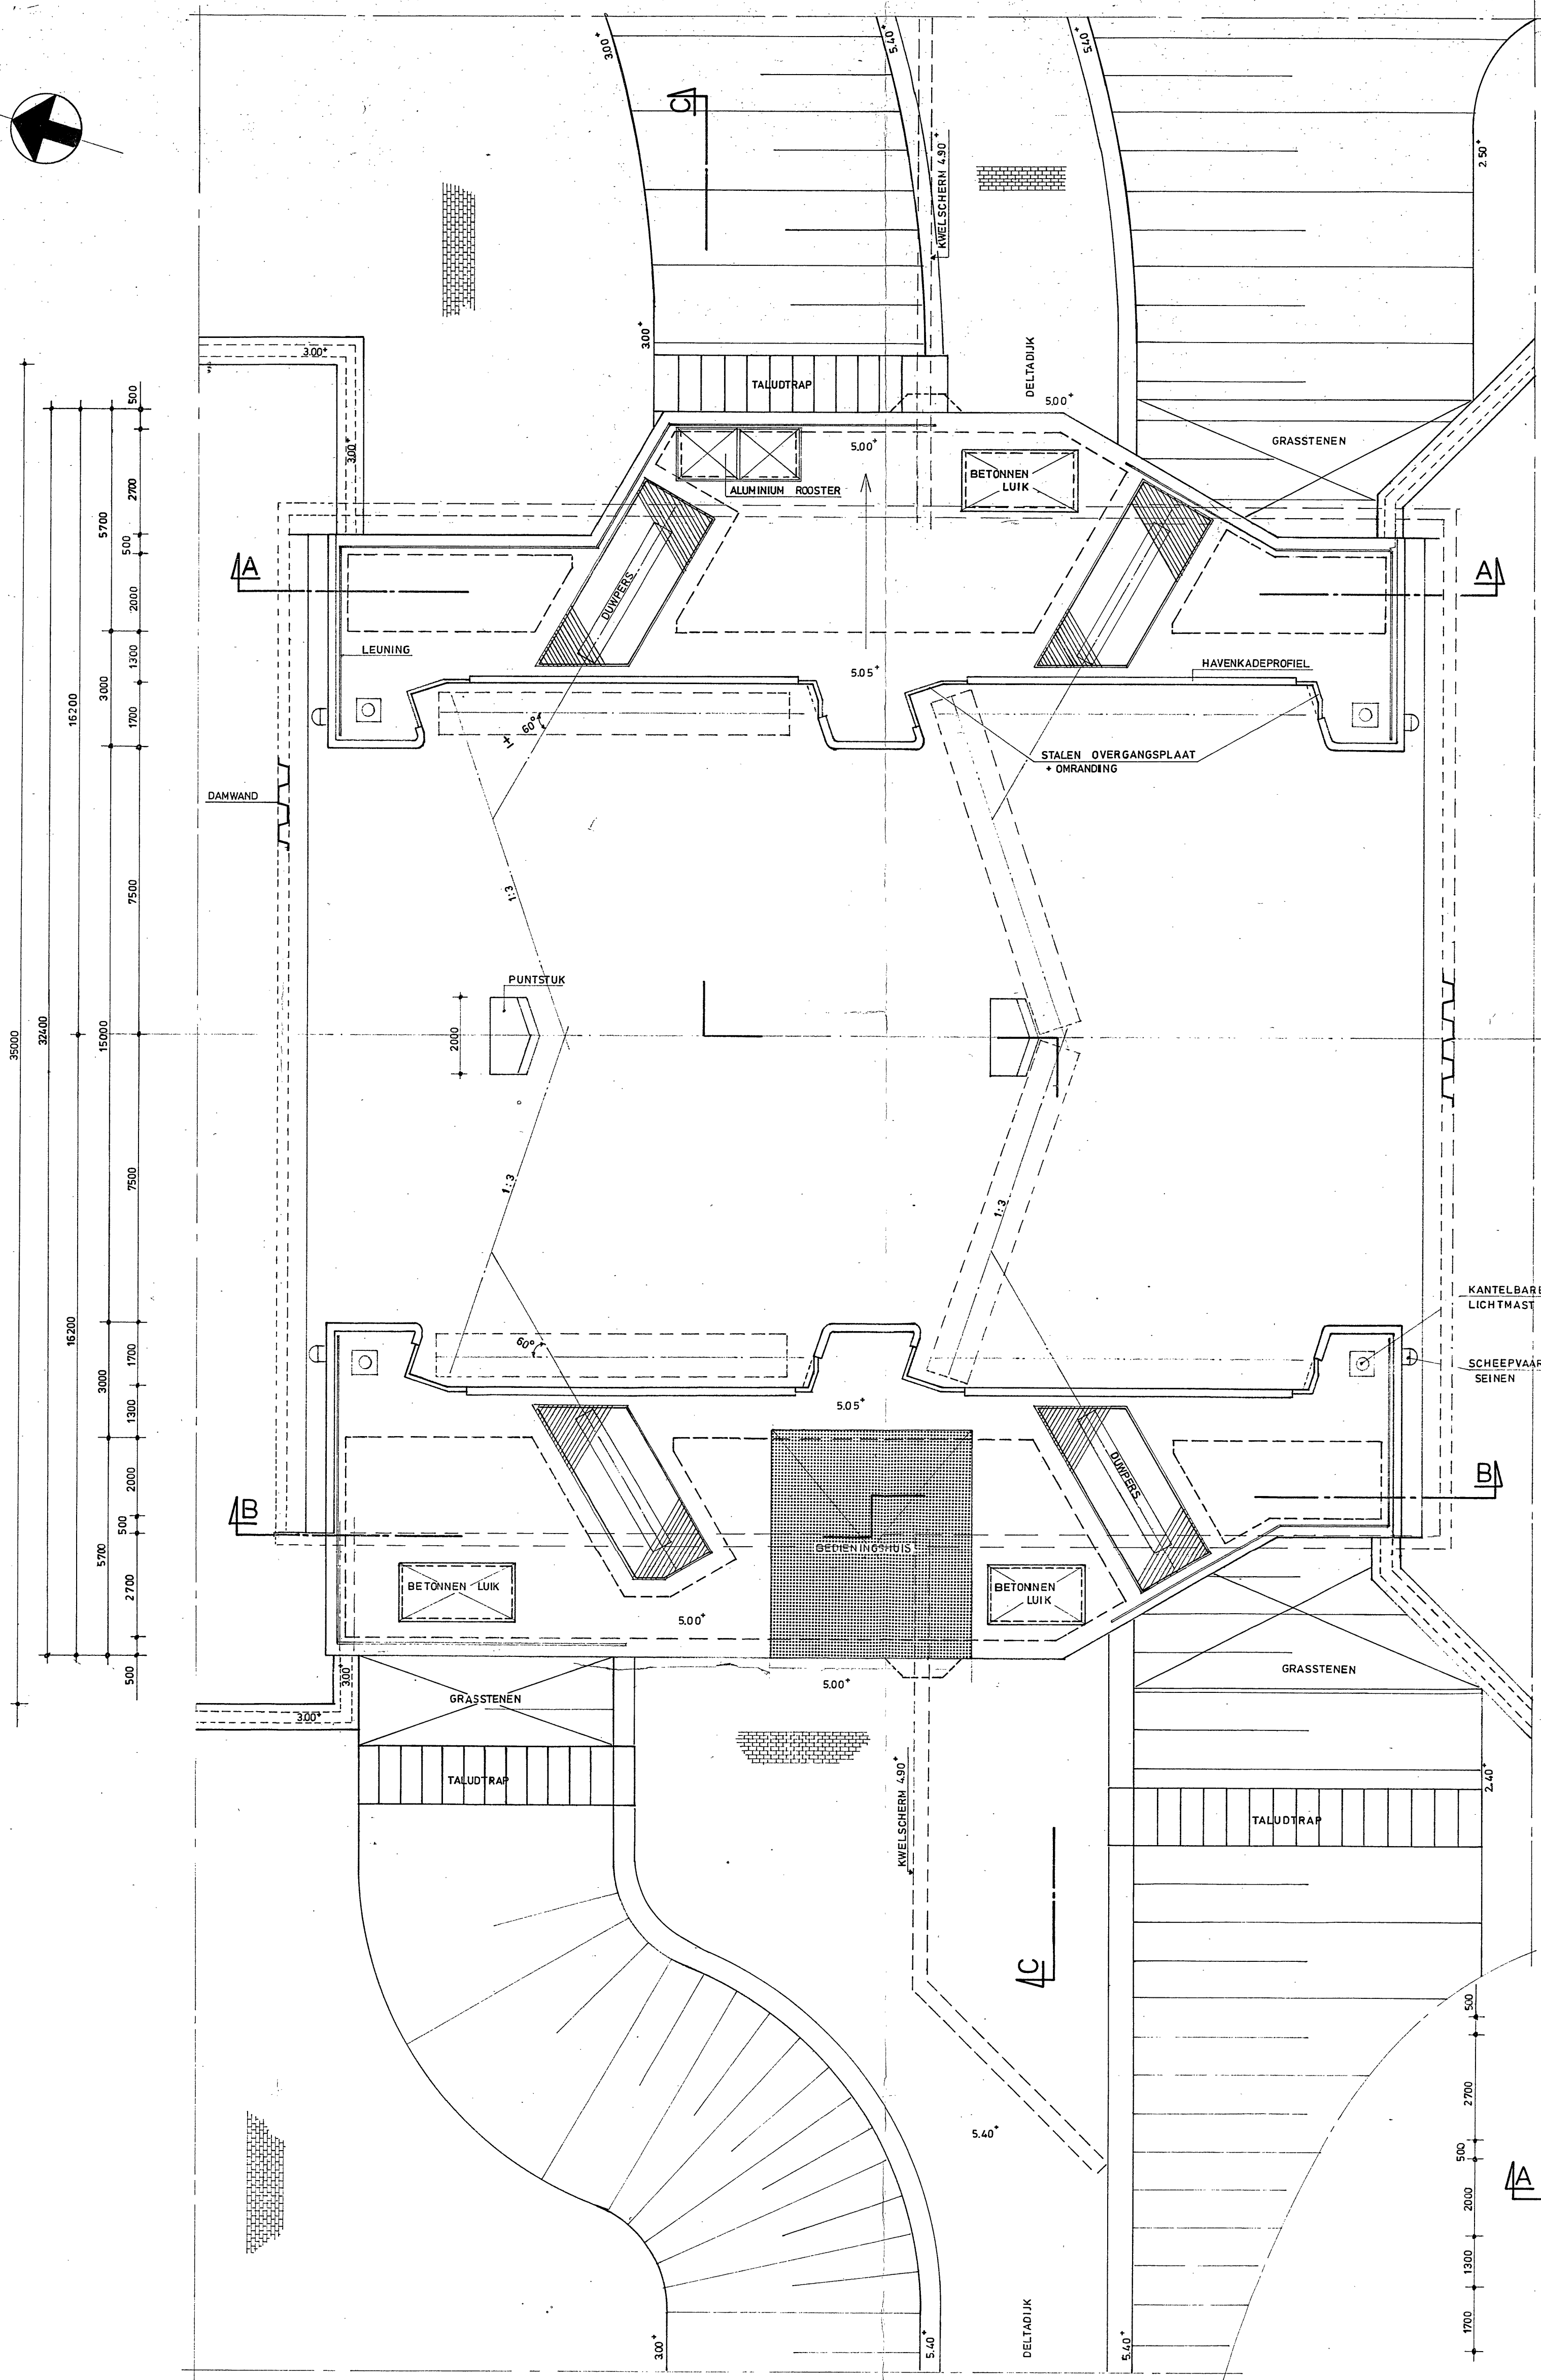 3.00⁺
5.40⁺
5.40⁺
C
KWELSCHERM 4.90⁺
2.50⁺
3.00⁺
3.00⁺
DELTADIJK
TALUDTRAP
5.00⁺
GRASSTENEN
3.00⁺
5.00⁺
BETONNEN
LUIK
ALUMINIUM ROOSTER
A
A
DUWPERS
LEUNING
5.05⁺
HAVENKADEPROFIEL
± 60°
STALEN OVERGANGSPLAAT
+ OMRANDING
DAMWAND
1:3
PUNTSTUK
2000
1:3
1:3
KANTELBARE
LICHTMAST
60°
SCHEEPVAAR
SEINEN
5.05⁺
DUWPERS
B
B
BEDIENINGSHUIS
BETONNEN LUIK
BETONNEN
LUIK
5.00⁺
3.00⁺
5.00⁺
GRASSTENEN
GRASSTENEN
3.00⁺
TALUDTRAP
KWELSCHERM 4.90⁺
2.40⁺
TALUDTRAP
C
5.40⁺
DELTADIJK
3.00⁺
5.40⁺
5.40⁺
35000
32400
16200
16200
5700
3000
15000
3000
5700
500
2700
500
2000
1300
1700
7500
7500
1700
1300
2000
500
2700
500
500
2700
500
2000
1300
1700
A